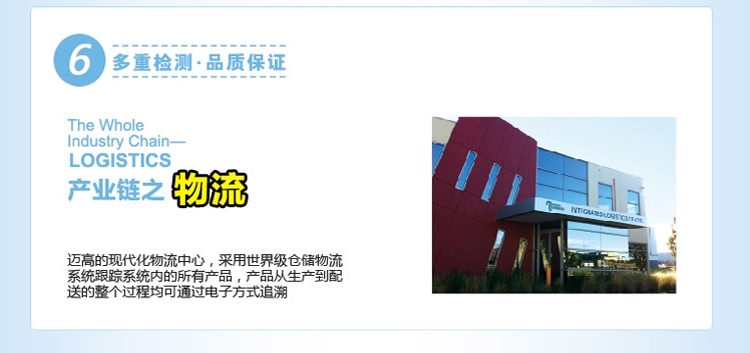 6
多重检测·品质保证
The Whole
Industry Chain—
LOGISTICS
产业链之 物流
迈高的现代化物流中心，采用世界级仓储物流
系统跟踪系统内的所有产品，产品从生产到配
送的整个过程均可通过电子方式追溯
INTEGRATED LOGISTICS CENTRE